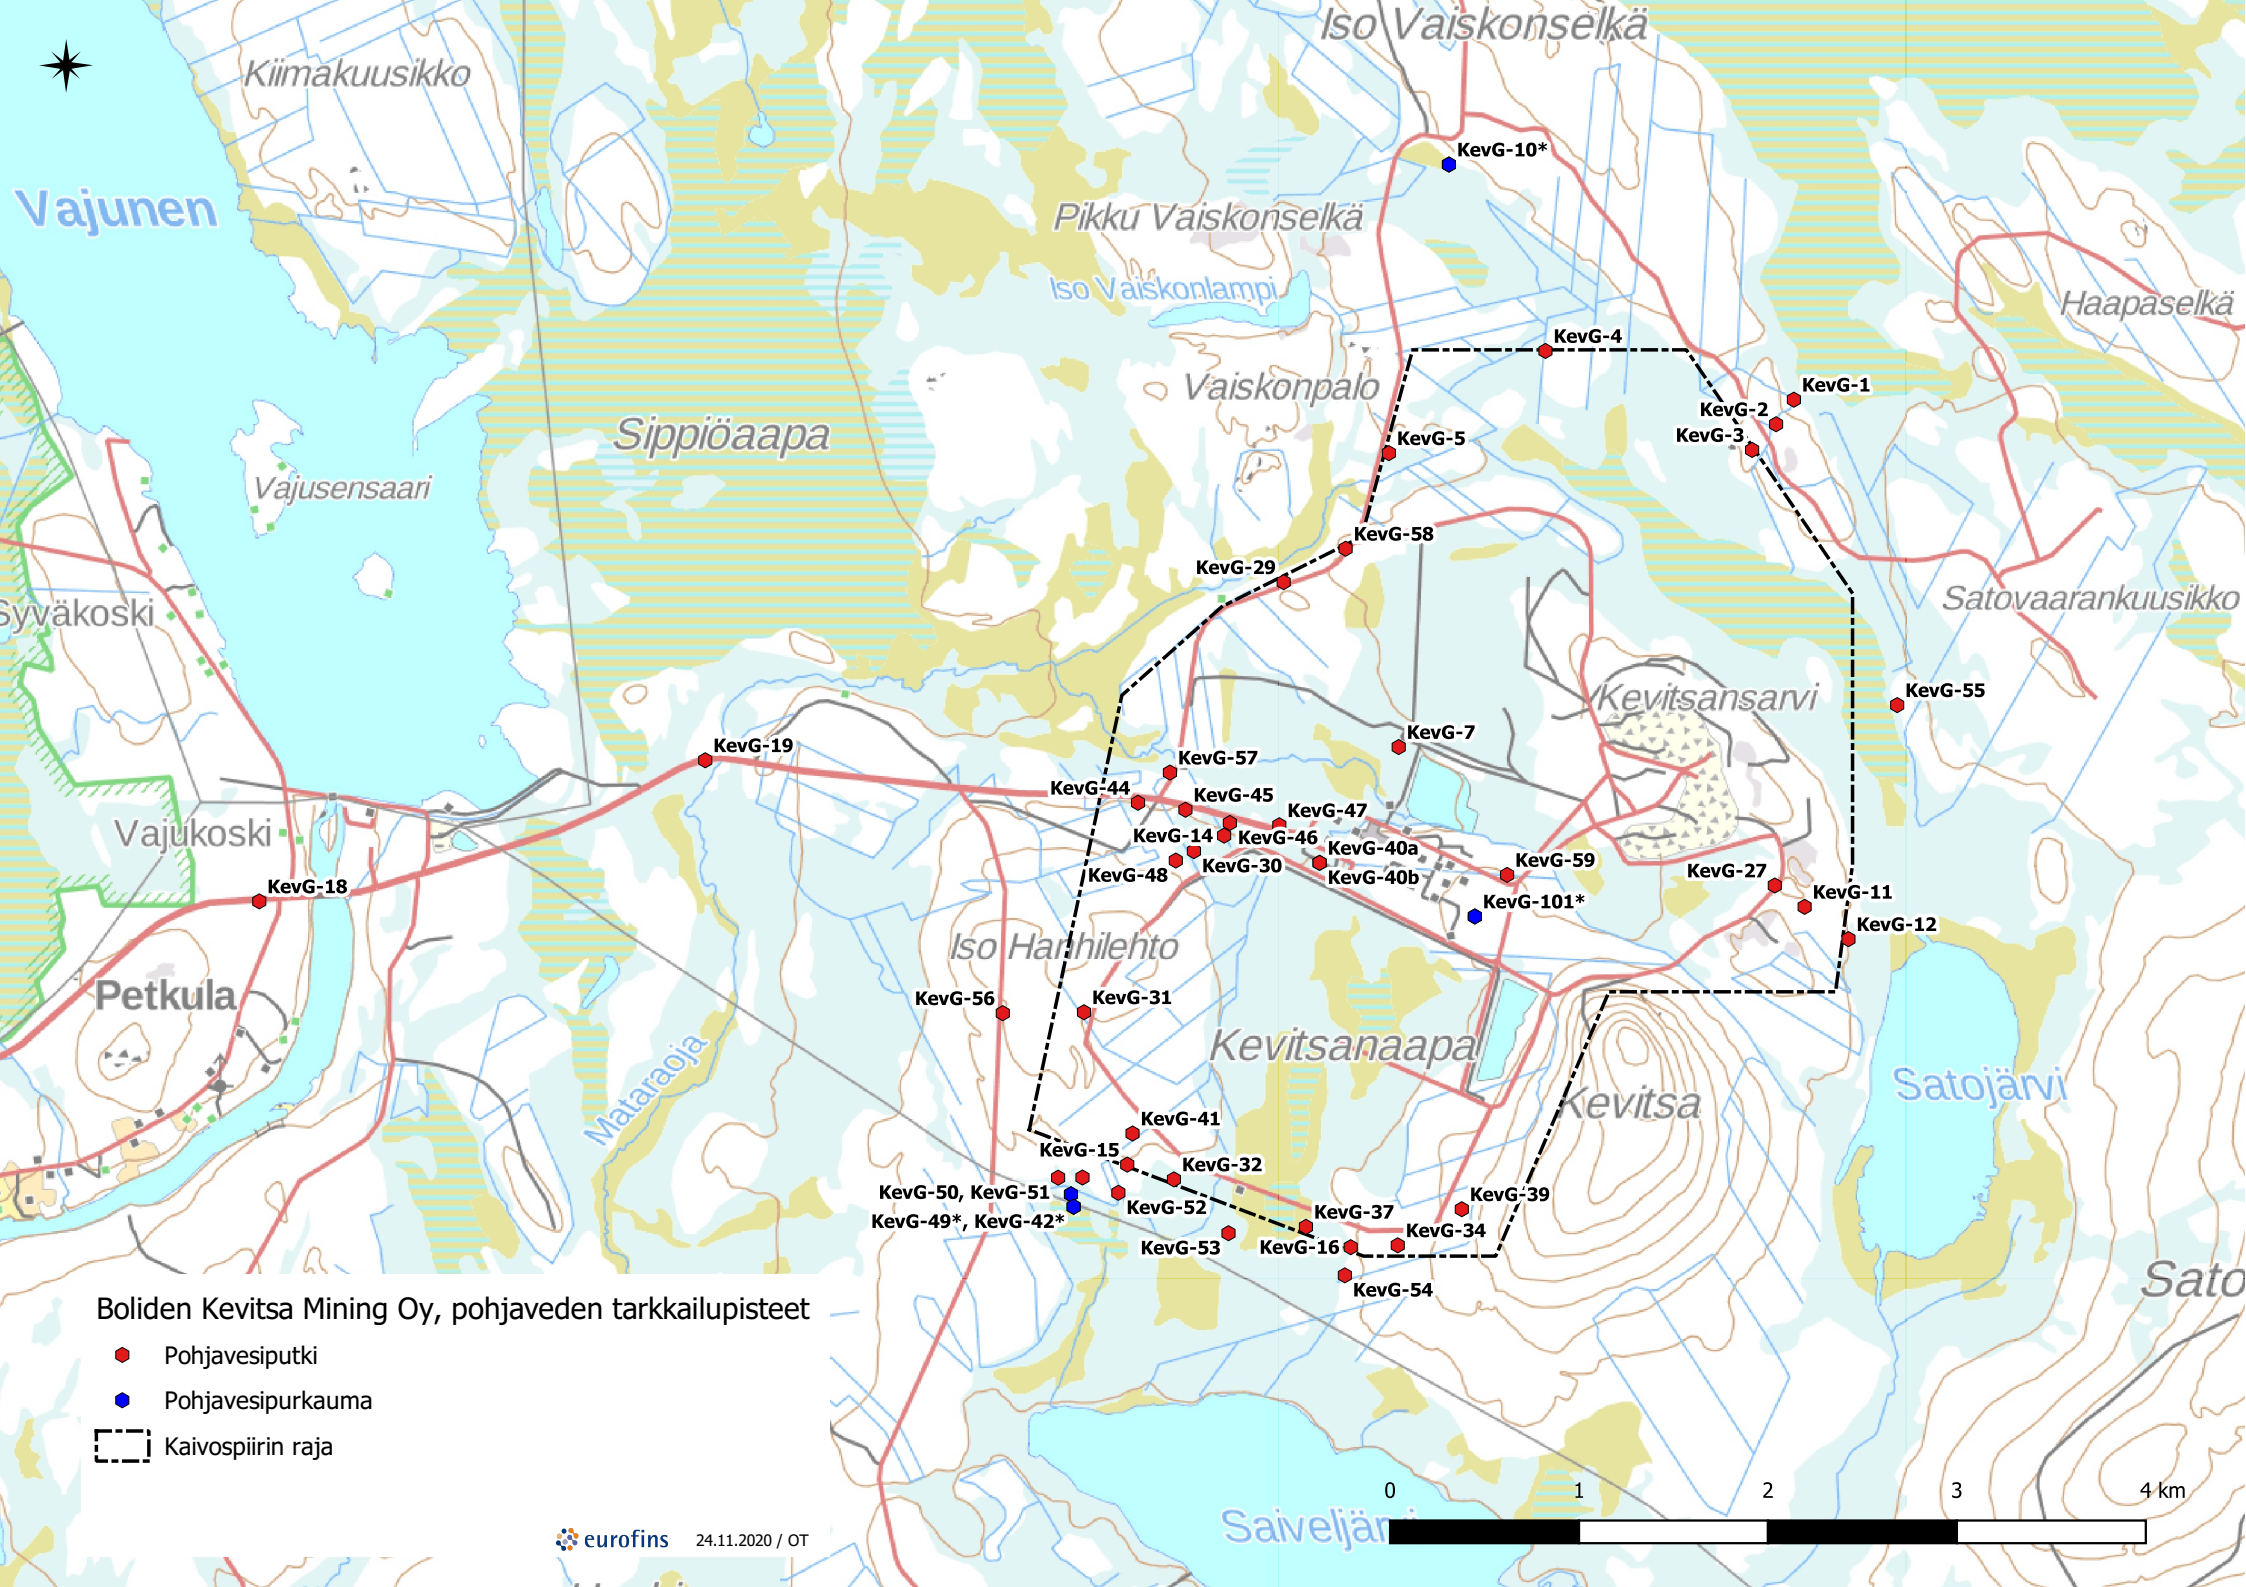 Iso Vaiskonselkä
Kiimakuusikko
KevG-10*
Vajunen
Pikku Vaiskonselkä
Iso Vaiskonlampi
Haapaselkä
KevG-4
Vaiskonpalo
KevG-1
KevG-2
KevG-3
KevG-5
Sippiöaapa
Vajusensaari
KevG-58
KevG-29
Syväkoski
Satovaarankuusikko
Kevitsansarvi
KevG-55
KevG-7
KevG-19
KevG-57
KevG-44
KevG-45
KevG-47
Vajukoski
KevG-14
KevG-46
KevG-40a
KevG-30
KevG-48
KevG-40b
KevG-59
KevG-27
KevG-18
KevG-11
KevG-101*
KevG-12
Iso Hanhilehto
Petkula
KevG-56
KevG-31
Kevitsanaapa
Mataraoja
Satojärvi
Kevitsa
KevG-41
KevG-15
KevG-32
KevG-50, KevG-51
KevG-39
KevG-52
KevG-49*, KevG-42*
KevG-37
KevG-34
KevG-53
KevG-16
KevG-54
Sato
Boliden Kevitsa Mining Oy, pohjaveden tarkkailupisteet
Pohjavesiputki
Pohjavesipurkauma
Kaivospiirin raja
eurofins 24.11.2020 / OT
0 1 2 3 4 km
Saiveljärvi